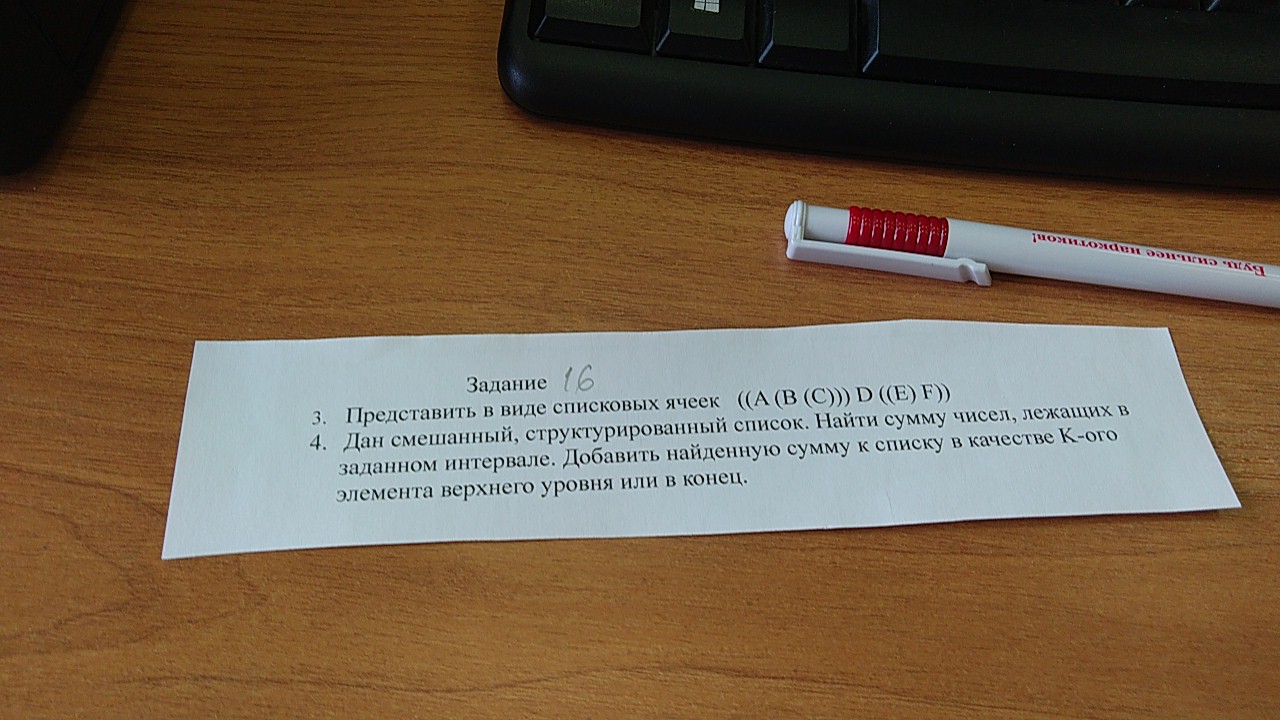 Будь сильнее наркотиков!
Задание 16
3. Представить в виде списковых ячеек ((A (B (C))) D ((E) F))
4. Дан смешанный, структурированный список. Найти сумму чисел, лежащих в
заданном интервале. Добавить найденную сумму к списку в качестве К-ого
элемента верхнего уровня или в конец.